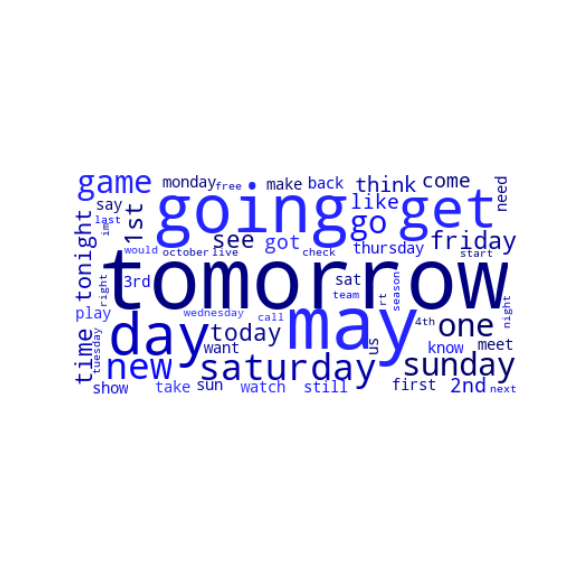 game
monday
free
make
back
think
come
need
say
last
im
1st
going
like
get
go
see
got
thursday
friday
tonight
would
october
live
check
start
tomorrow
right
3rd
sat
team
rt
season
play
wednesday
call
may
4th
one
night
time
tuesday
day
today
want
us
know
meet
new
saturday
sunday
show
take
sun
watch
still
first
2nd
next